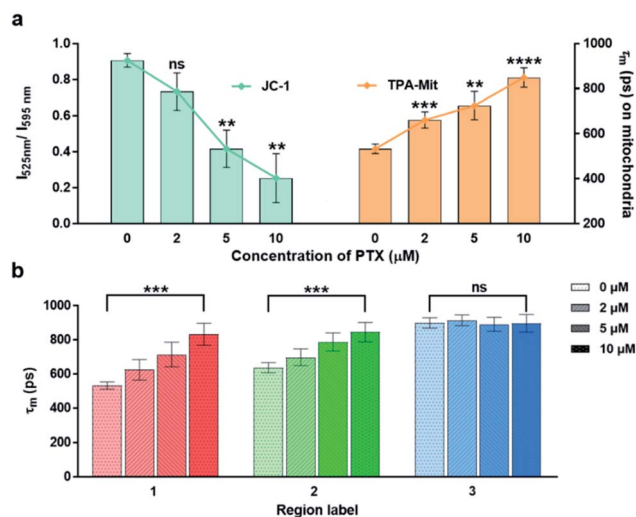 a
1.0
0.8
0.6
0.4
0.2
0.0
I525nm/ I595 nm
ns
**
**
JC-1
TPA-Mit
***
**
****
1000
800
600
400
200
τm (ps) on mitochondria
0 2 5 10 0 2 5 10
Concentration of PTX (μM)
b
1000
800
600
400
200
0
τm (ps)
***
***
ns
0 μM
2 μM
5 μM
10 μM
1 2 3
Region label